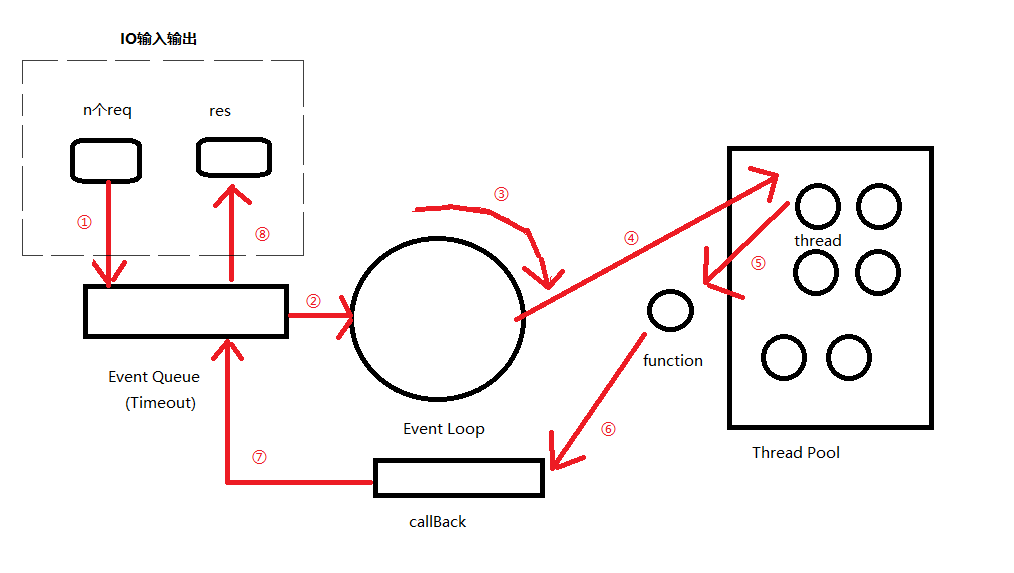 IO输入输出
n个req
res
①
⑧
③
④
thread
⑤
②
function
Event Queue
(Timeout)
Event Loop
⑥
Thread Pool
⑦
callBack